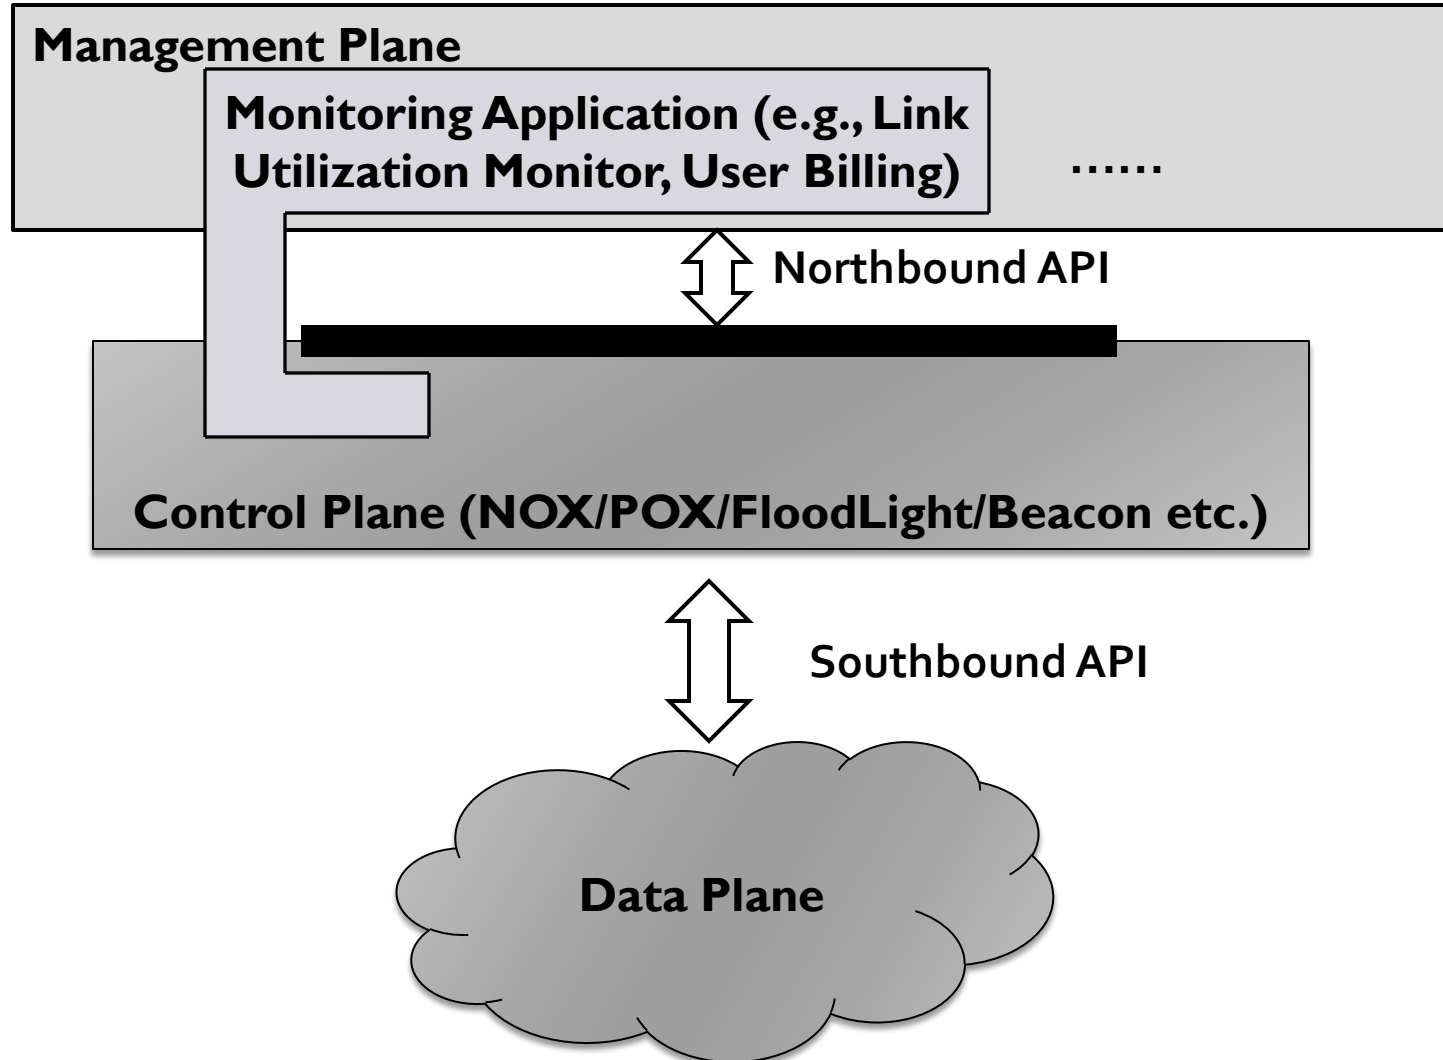 Management Plane
Monitoring Application (e.g., Link
Utilization Monitor, User Billing)
......
Northbound API
Control Plane (NOX/POX/FloodLight/Beacon etc.)
Southbound API
Data Plane